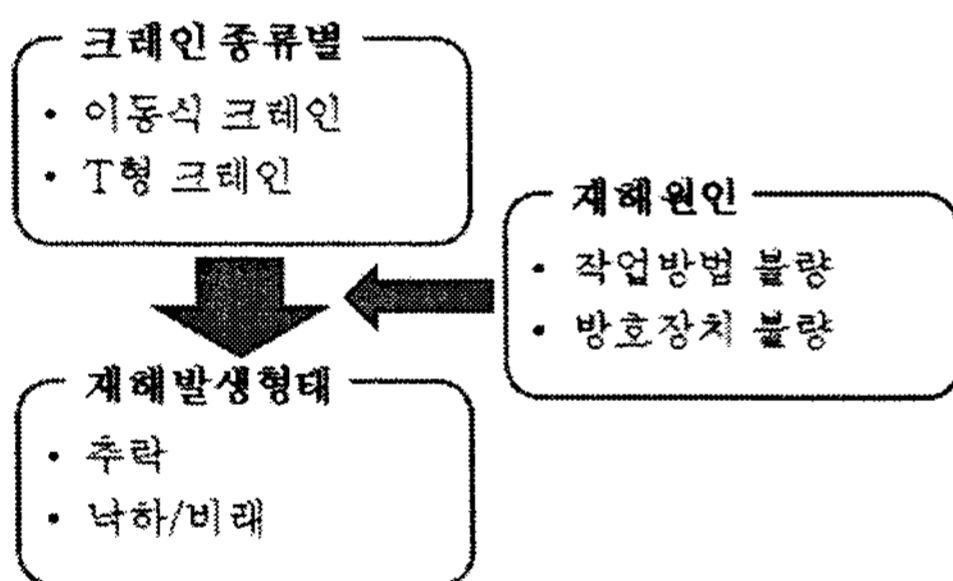 크레인 종류별
• 이동식 크레인
• T형 크레인
재해원인
• 작업방법 불량
• 방호장치 불량
재해발생형태
• 추락
• 낙하/비래